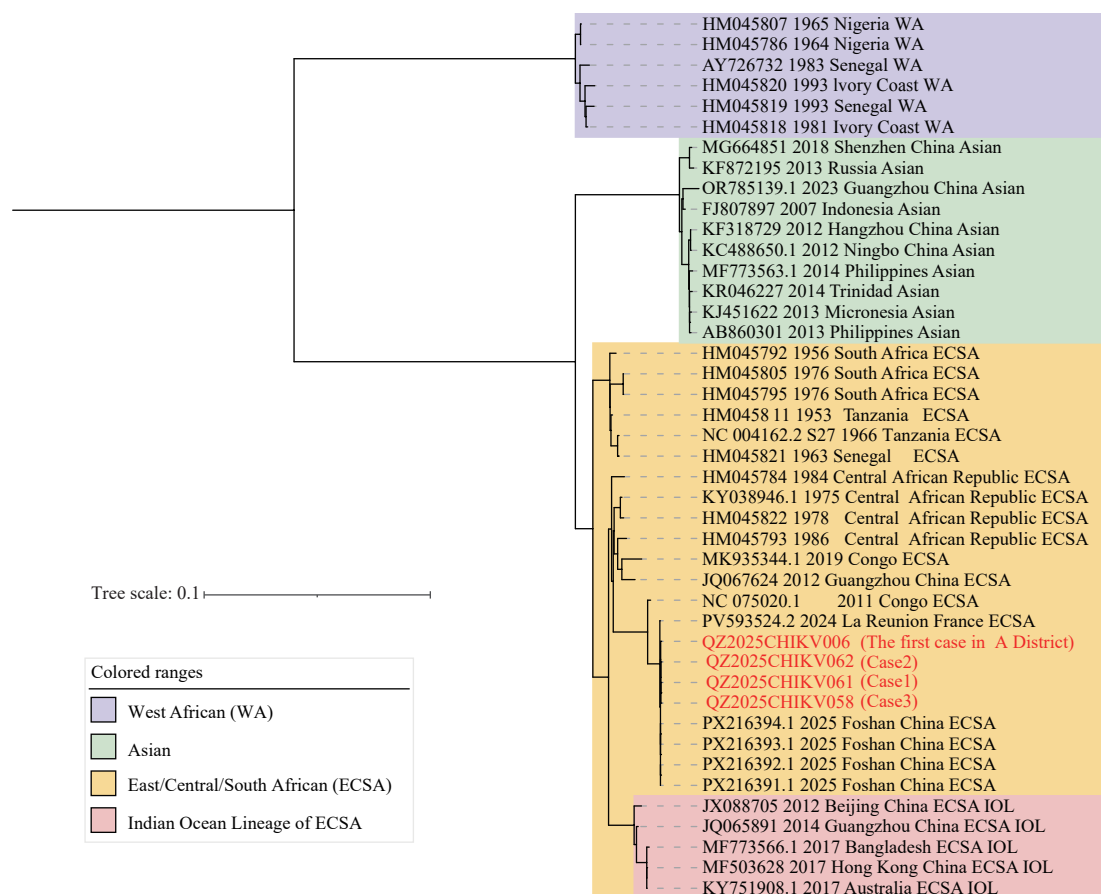 HM045807 1965 Nigeria WA
HM045786 1964 Nigeria WA
AY726732 1983 Senegal WA
HM045820 1993 Ivory Coast WA
HM045819 1993 Senegal WA
HM045818 1981 Ivory Coast WA
MG664851 2018 Shenzhen China Asian
KF872195 2013 Russia Asian
OR785139.1 2023 Guangzhou China Asian
FJ807897 2007 Indonesia Asian
KF318729 2012 Hangzhou China Asian
KC488650.1 2012 Ningbo China Asian
MF773563.1 2014 Philippines Asian
KR046227 2014 Trinidad Asian
KJ451622 2013 Micronesia Asian
AB860301 2013 Philippines Asian
HM045792 1956 South Africa ECSA
HM045805 1976 South Africa ECSA
HM045795 1976 South Africa ECSA
HM0458 11 1953 Tanzania ECSA
NC 004162.2 S27 1966 Tanzania ECSA
HM045821 1963 Senegal ECSA
HM045784 1984 Central African Republic ECSA
KY038946.1 1975 Central African Republic ECSA
HM045822 1978 Central African Republic ECSA
HM045793 1986 Central African Republic ECSA
MK935344.1 2019 Congo ECSA
JQ067624 2012 Guangzhou China ECSA
NC 075020.1 2011 Congo ECSA
PV593524.2 2024 La Reunion France ECSA
QZ2025CHIKV006 (The first case in A District)
QZ2025CHIKV062 (Case2)
QZ2025CHIKV061 (Case1)
QZ2025CHIKV058 (Case3)
PX216394.1 2025 Foshan China ECSA
PX216393.1 2025 Foshan China ECSA
PX216392.1 2025 Foshan China ECSA
PX216391.1 2025 Foshan China ECSA
JX088705 2012 Beijing China ECSA IOL
JQ065891 2014 Guangzhou China ECSA IOL
MF773566.1 2017 Bangladesh ECSA IOL
MF503628 2017 Hong Kong China ECSA IOL
KY751908.1 2017 Australia ECSA IOL
Tree scale: 0.1
Colored ranges
West African (WA)
Asian
East/Central/South African (ECSA)
Indian Ocean Lineage of ECSA